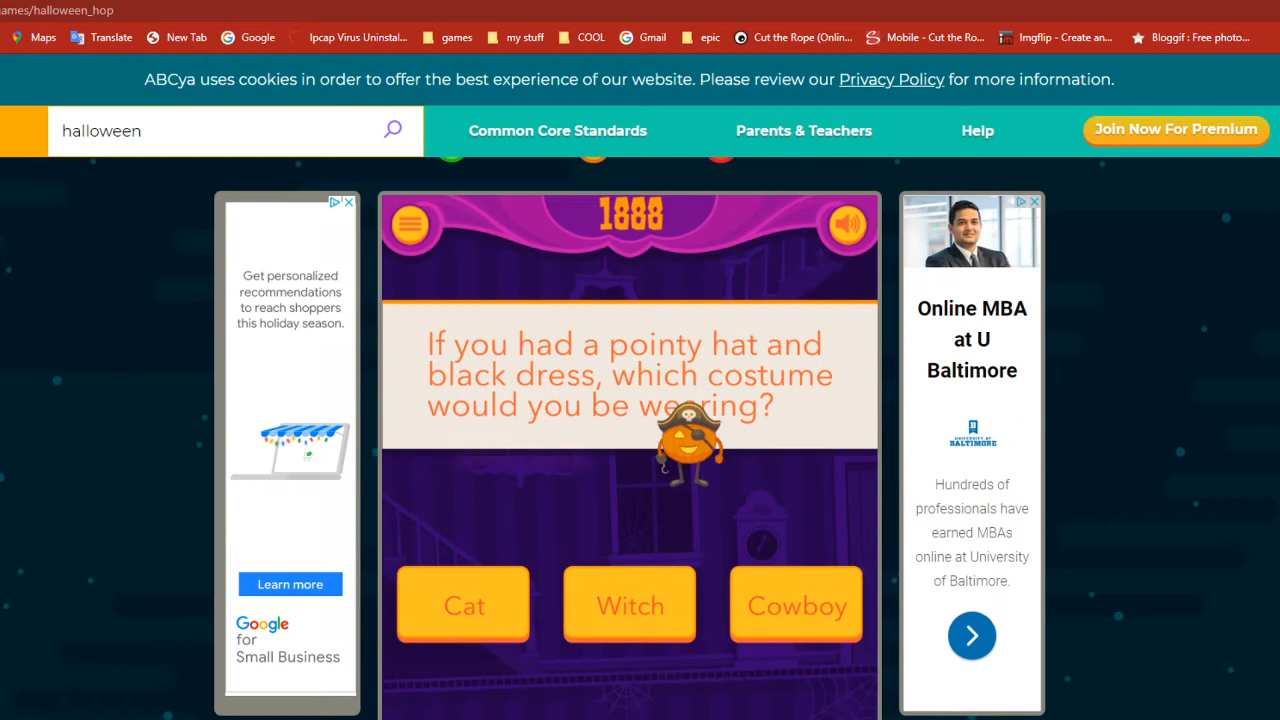 games/halloween_hop
Maps Translate New Tab Google Ipcap Virus Uninstal... games my stuff COOL Gmail epic Cut the Rope (Onlin... Mobile - Cut the Ro... Imgflip - Create an... Bloggif : Free photo...
ABCya uses cookies in order to offer the best experience of our website. Please review our Privacy Policy for more information.
halloween
Common Core Standards Parents & Teachers Help Join Now For Premium
Get personalized
recommendations
to reach shoppers
this holiday season.
Learn more
Google
for
Small Business
1888
If you had a pointy hat and
black dress, which costume
would you be wearing?
Cat Witch Cowboy
Online MBA
at U
Baltimore
UNIVERSITY OF
BALTIMORE
Hundreds of
professionals have
earned MBAs
online at University
of Baltimore.